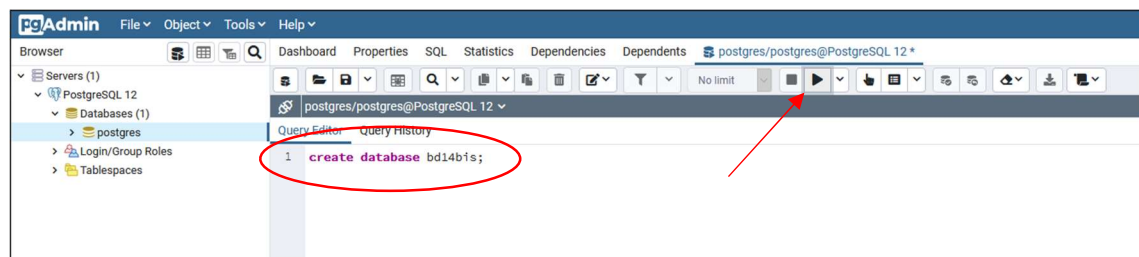 pgAdmin File Object Tools Help
Browser Dashboard Properties SQL Statistics Dependencies Dependents postgres/postgres@PostgreSQL 12 *
Servers (1) No limit
PostgreSQL 12
postgres/postgres@PostgreSQL 12
Databases (1)
postgres Query Editor Query History
Login/Group Roles 1 create database bd14bis;
Tablespaces